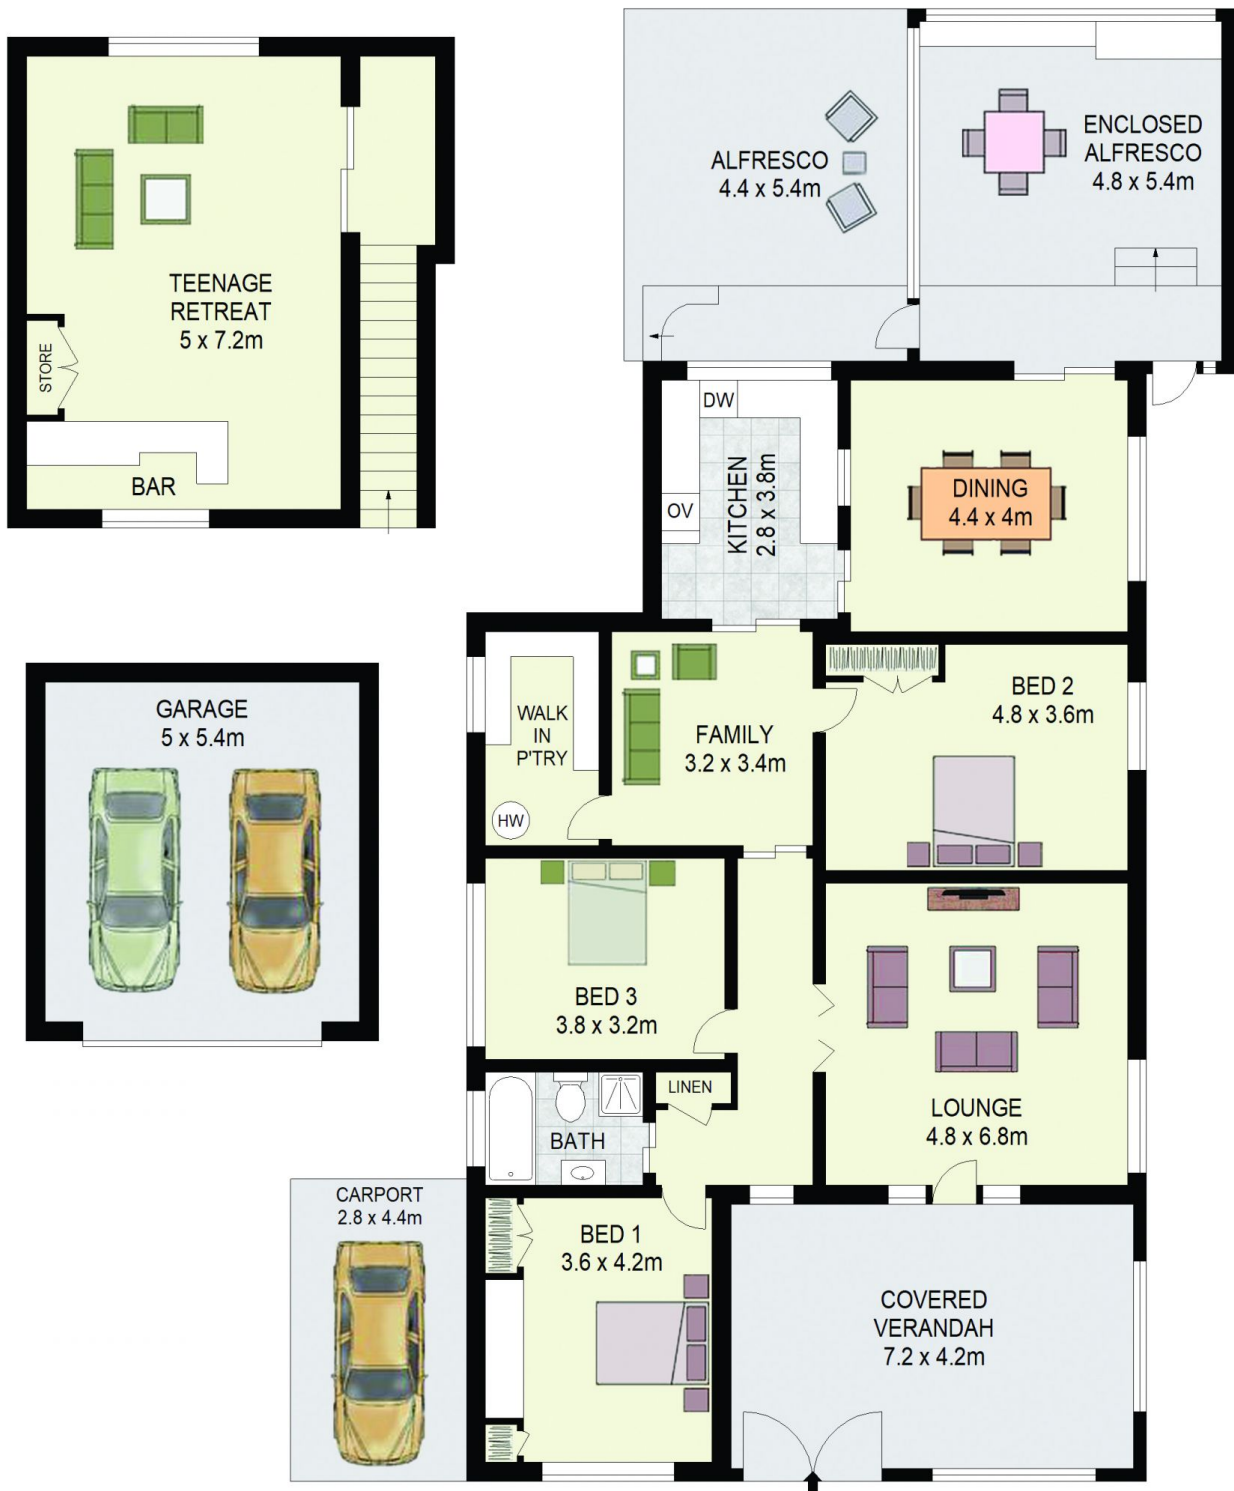 TEENAGE
RETREAT
5 x 7.2m
STORE
BAR
ALFRESCO
4.4 x 5.4m
ENCLOSED
ALFRESCO
4.8 x 5.4m
DW
OV
KITCHEN
2.8 x 3.8m
DINING
4.4 x 4m
GARAGE
5 x 5.4m
WALK
IN
P'TRY
HW
FAMILY
3.2 x 3.4m
BED 2
4.8 x 3.6m
BED 3
3.8 x 3.2m
LINEN
BATH
LOUNGE
4.8 x 6.8m
CARPORT
2.8 x 4.4m
BED 1
3.6 x 4.2m
COVERED
VERANDAH
7.2 x 4.2m